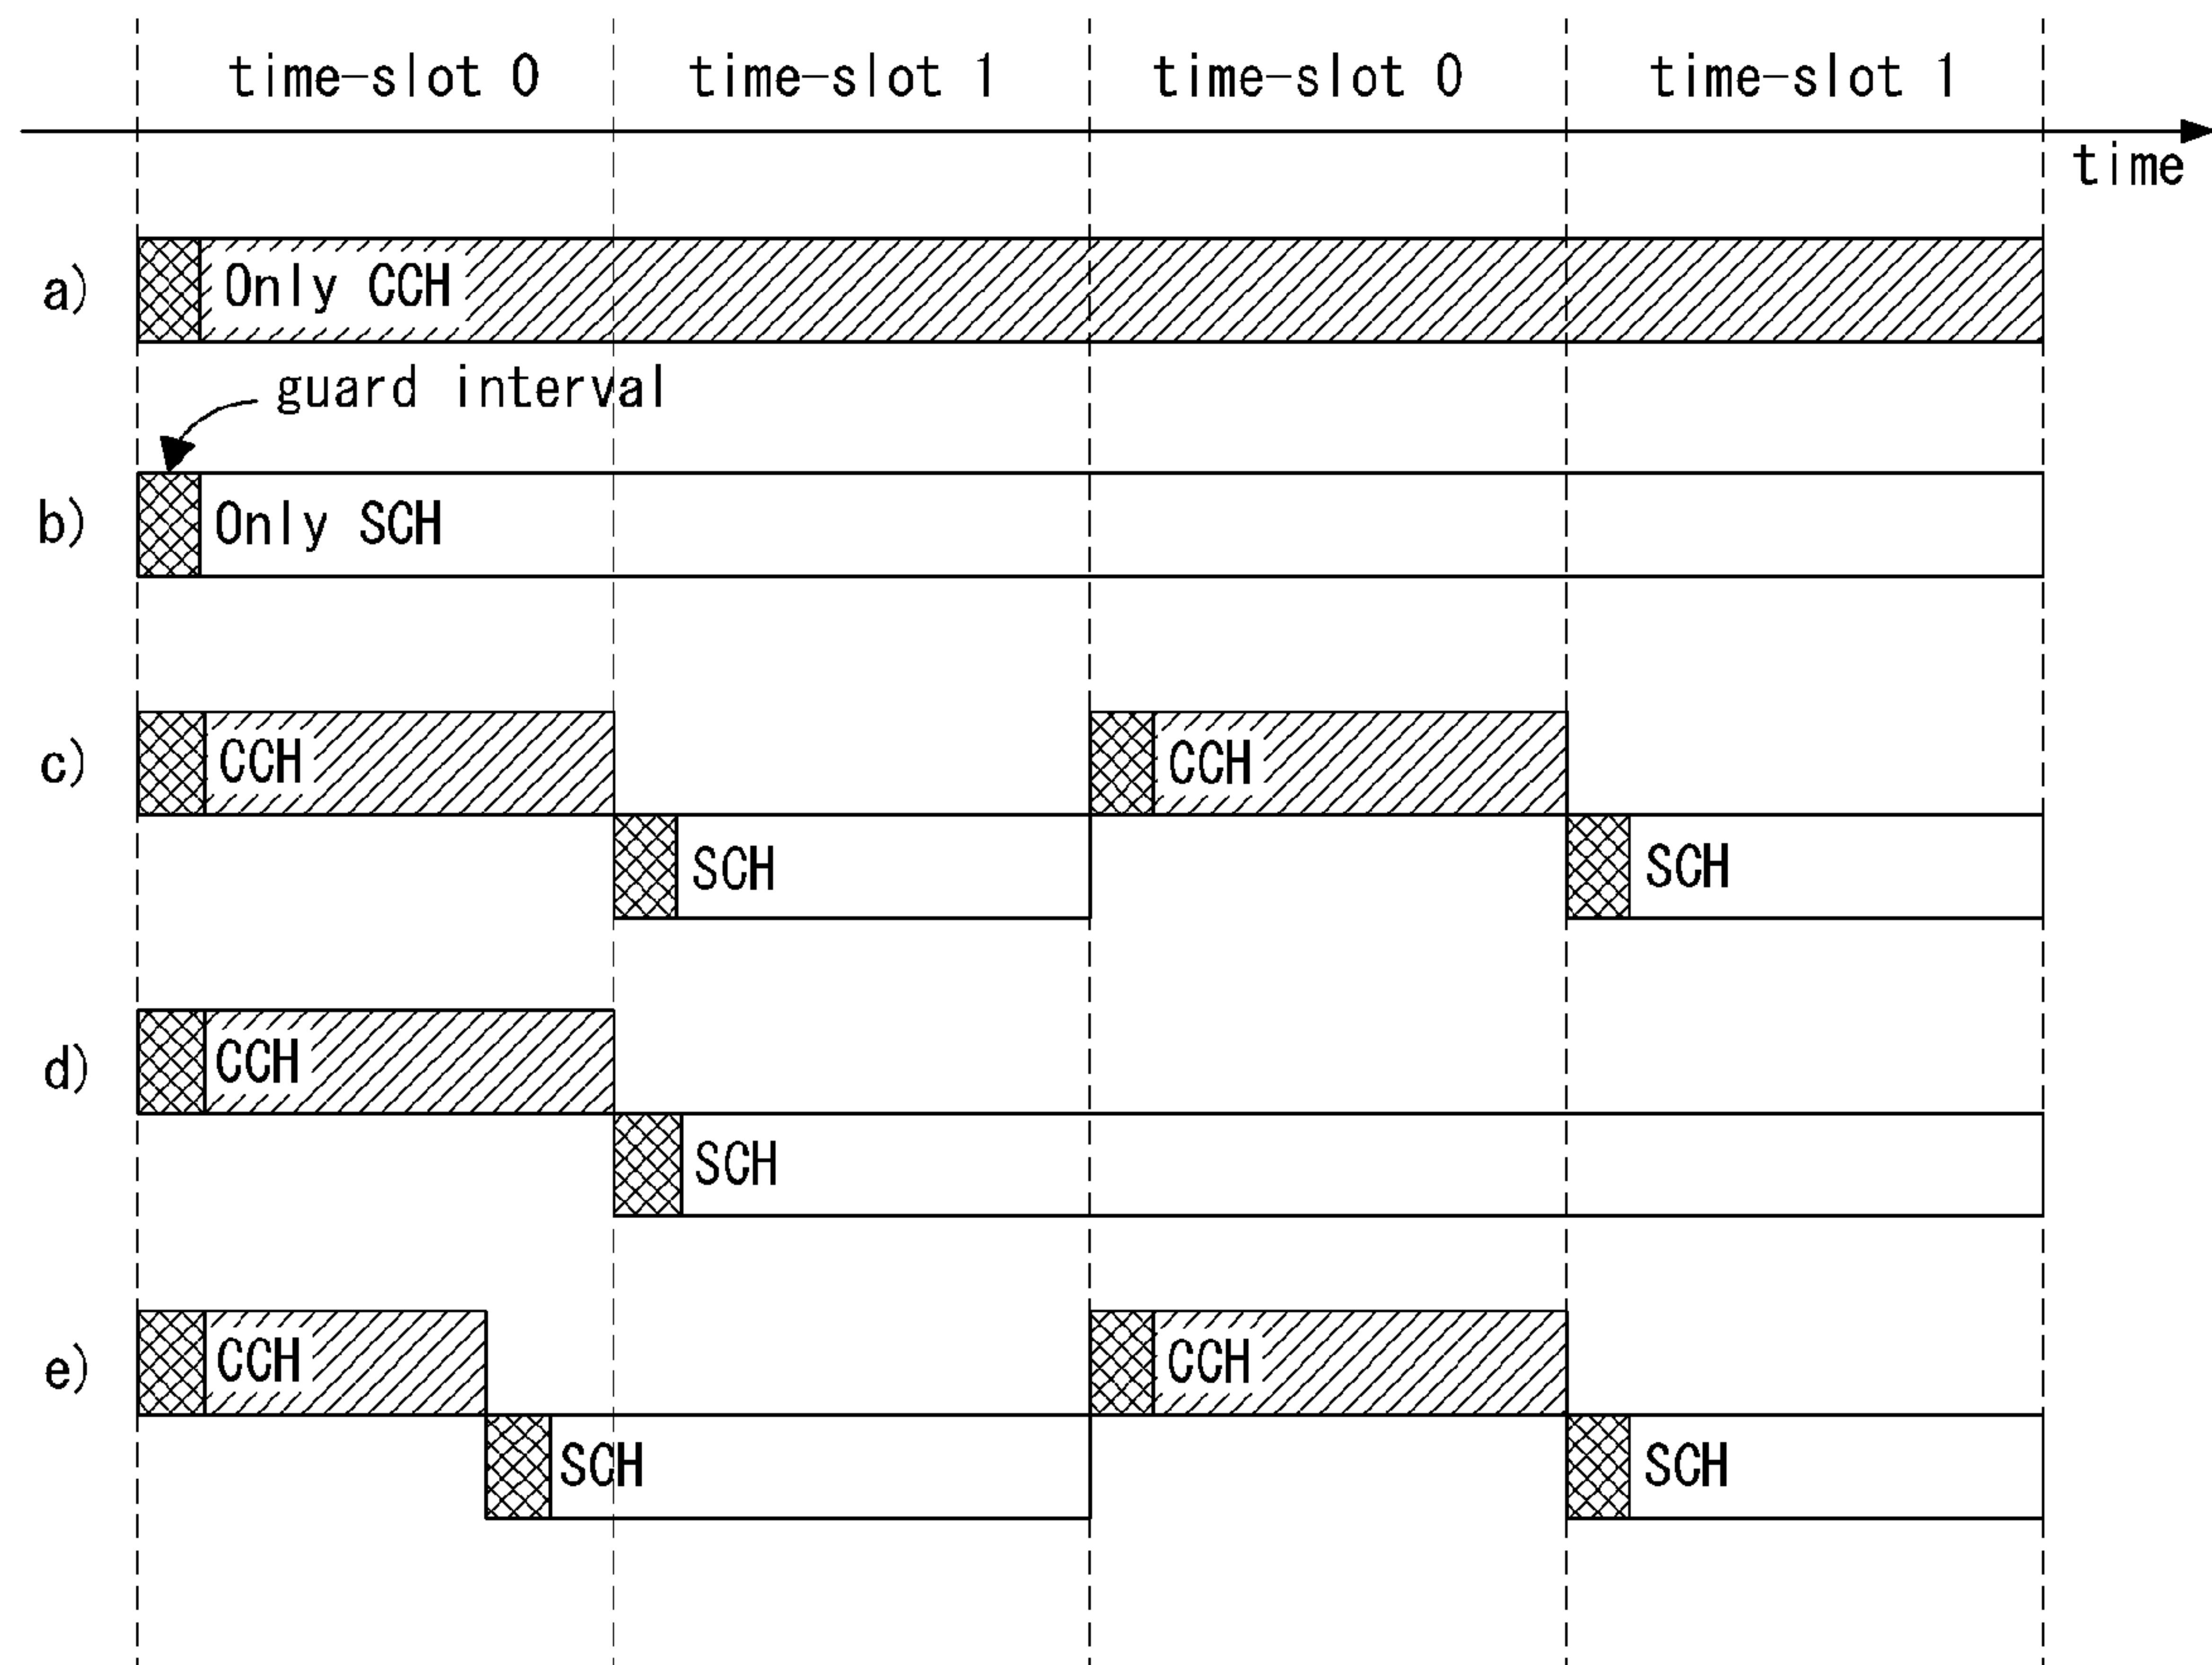 time-slot 0 time-slot 1 time-slot 0 time-slot 1
time
a) Only CCH
guard interval
b) Only SCH
c) CCH CCH
SCH SCH
d) CCH
SCH
e) CCH CCH
SCH SCH